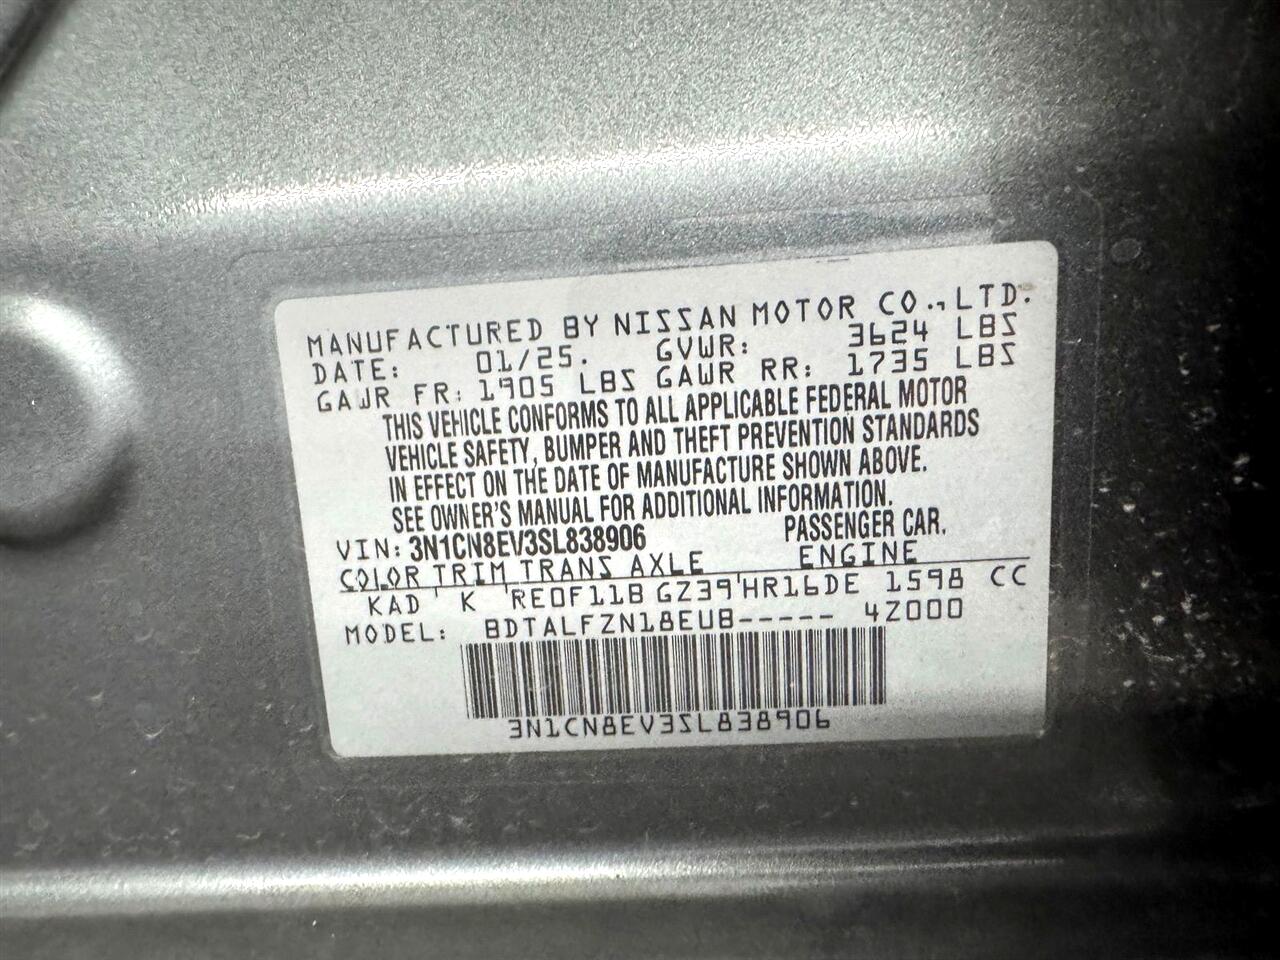 MANUFACTURED BY NISSAN MOTOR CO., LTD.
DATE: 01/25. GVWR: 3624 LBS
GAWR FR: 1905 LBS GAWR RR: 1735 LBS
THIS VEHICLE CONFORMS TO ALL APPLICABLE FEDERAL MOTOR
VEHICLE SAFETY, BUMPER AND THEFT PREVENTION STANDARDS
IN EFFECT ON THE DATE OF MANUFACTURE SHOWN ABOVE.
SEE OWNER'S MANUAL FOR ADDITIONAL INFORMATION.
VIN: 3N1CN8EV3SL838906 PASSENGER CAR.
COLOR TRIM TRANS AXLE ENGINE
KAD ' K ' RE0F11B GZ39 ' HR16DE 1598 CC
MODEL: BDTALFZN18EUB----- 4Z000
3N1CN8EV3SL838906